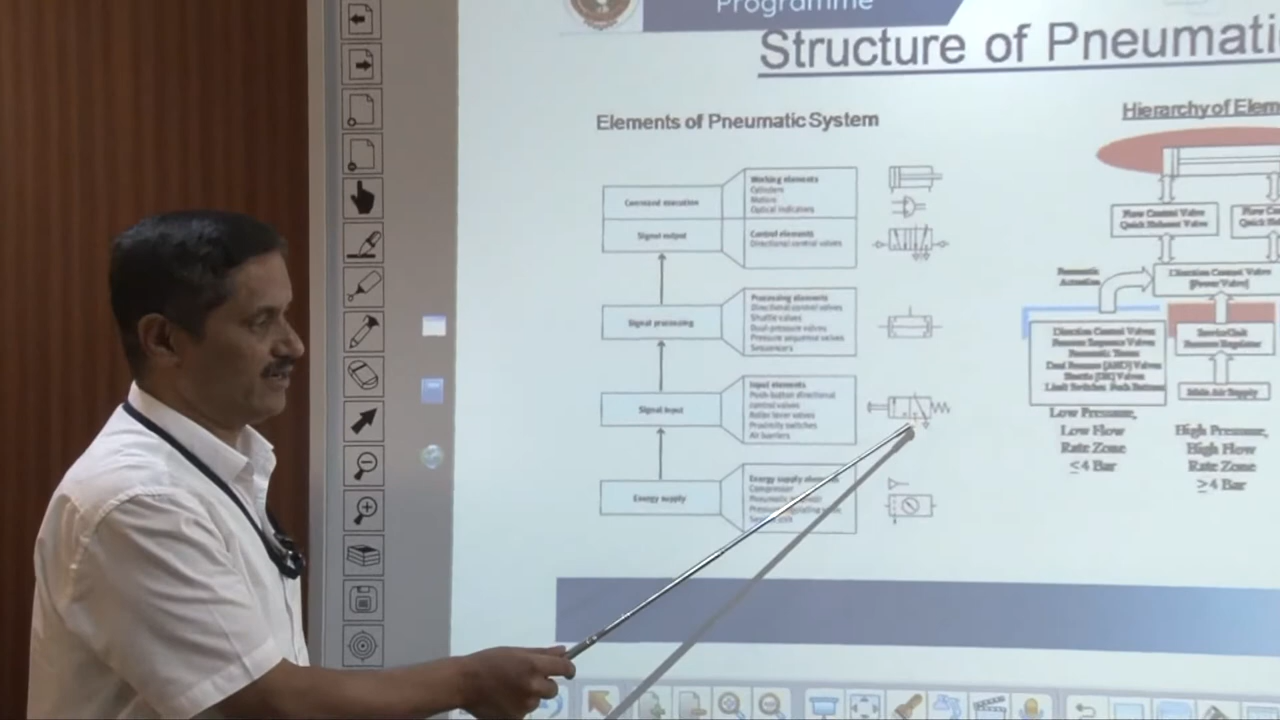 Programme
Structure of Pneumati
Elements of Pneumatic System
Command execution
Signal output
Working elements
Cylinders
Motors
Optical indicators
Control elements
Directional control valves
Signal processing
Processing elements
Directional control valves
Shuttle valves
Dual-pressure valves
Pressure sequence valves
Sequencers
Signal input
Input elements
Push-button directional
control valves
Roller lever valves
Proximity switches
Air barriers
Energy supply
Energy supply
Compressor
Pneumatic
Hierarchy of Elem
Flow Control Valve
Quick Exhaust Valve
Flow
Quick
Pneumatic
Actuation
Direction Control Valve
[Power Valve]
Direction Control Valves
Pressure Sequence Valves
Pneumatic Timers
Dual Pressure [AND] Valves
Shuttle [OR] Valves
Limit Switches Push Buttons
Service Unit
Pressure Regulator
Main Air Supply
Low Pressure,
Low Flow
Rate Zone
≤4 Bar
High Pressure,
High Flow
Rate Zone
≥4 Bar